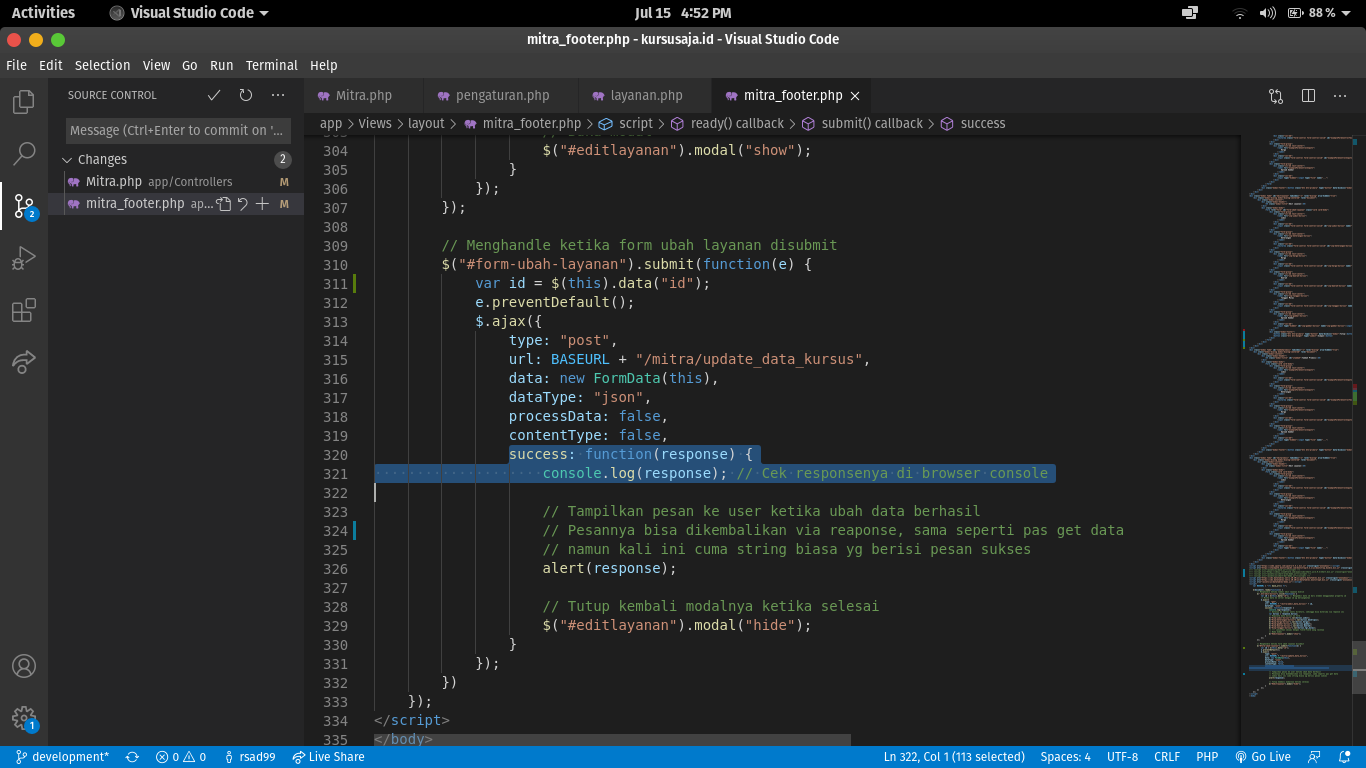 Activities
Visual Studio Code
Jul 15 4:52 PM
88 %
mitra_footer.php - kursusaja.id - Visual Studio Code
File Edit Selection View Go Run Terminal Help
SOURCE CONTROL
Mitra.php
pengaturan.php
layanan.php
mitra_footer.php
app > Views > layout > mitra_footer.php > script > ready() callback > submit() callback > success
Message (Ctrl+Enter to commit on '...
Changes 2
Mitra.php app/Controllers M
mitra_footer.php ap... M
304 $("#editlayanan").modal("show");
305 }
306 });
307 });
308
309 // Menghandle ketika form ubah layanan disubmit
310 $("#form-ubah-layanan").submit(function(e) {
311 var id = $(this).data("id");
312 e.preventDefault();
313 $.ajax({
314 type: "post",
315 url: BASEURL + "/mitra/update_data_kursus",
316 data: new FormData(this),
317 dataType: "json",
318 processData: false,
319 contentType: false,
320 success: function(response) {
321 console.log(response); // Cek responsenya di browser console
322
323 // Tampilkan pesan ke user ketika ubah data berhasil
324 // Pesannya bisa dikembalikan via reaponse, sama seperti pas get data
325 // namun kali ini cuma string biasa yg berisi pesan sukses
326 alert(response);
327
328 // Tutup kembali modalnya ketika selesai
329 $("#editlayanan").modal("hide");
330 }
331 });
332 })
333 });
334 </script>
335 </body>
2
1
development* 0 0 rsad99 Live Share
Ln 322, Col 1 (113 selected) Spaces: 4 UTF-8 CRLF PHP Go Live